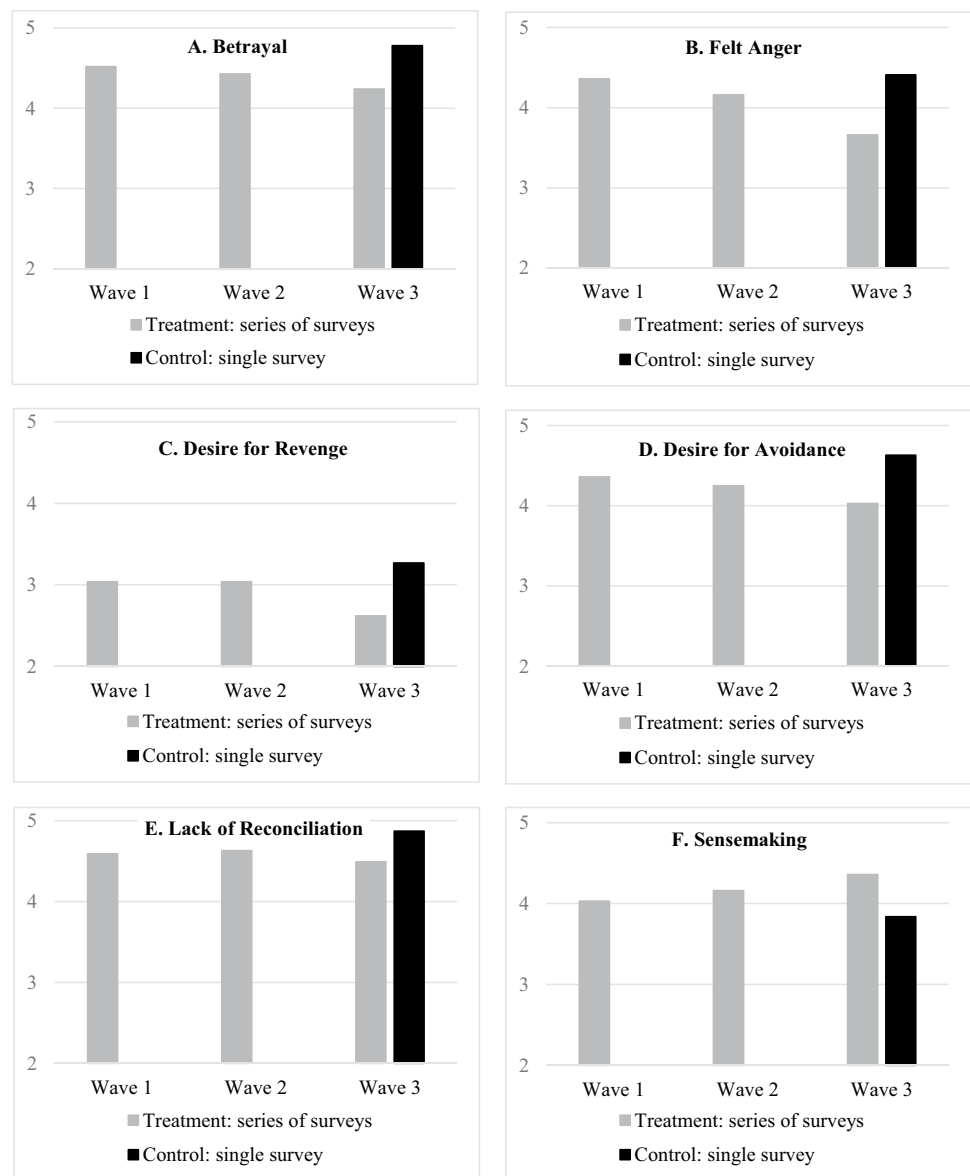 A. Betrayal
5
4
3
2
Wave 1 Wave 2 Wave 3
Treatment: series of surveys
Control: single survey
B. Felt Anger
5
4
3
2
Wave 1 Wave 2 Wave 3
Treatment: series of surveys
Control: single survey
C. Desire for Revenge
5
4
3
2
Wave 1 Wave 2 Wave 3
Treatment: series of surveys
Control: single survey
D. Desire for Avoidance
5
4
3
2
Wave 1 Wave 2 Wave 3
Treatment: series of surveys
Control: single survey
E. Lack of Reconciliation
5
4
3
2
Wave 1 Wave 2 Wave 3
Treatment: series of surveys
Control: single survey
F. Sensemaking
5
4
3
2
Wave 1 Wave 2 Wave 3
Treatment: series of surveys
Control: single survey